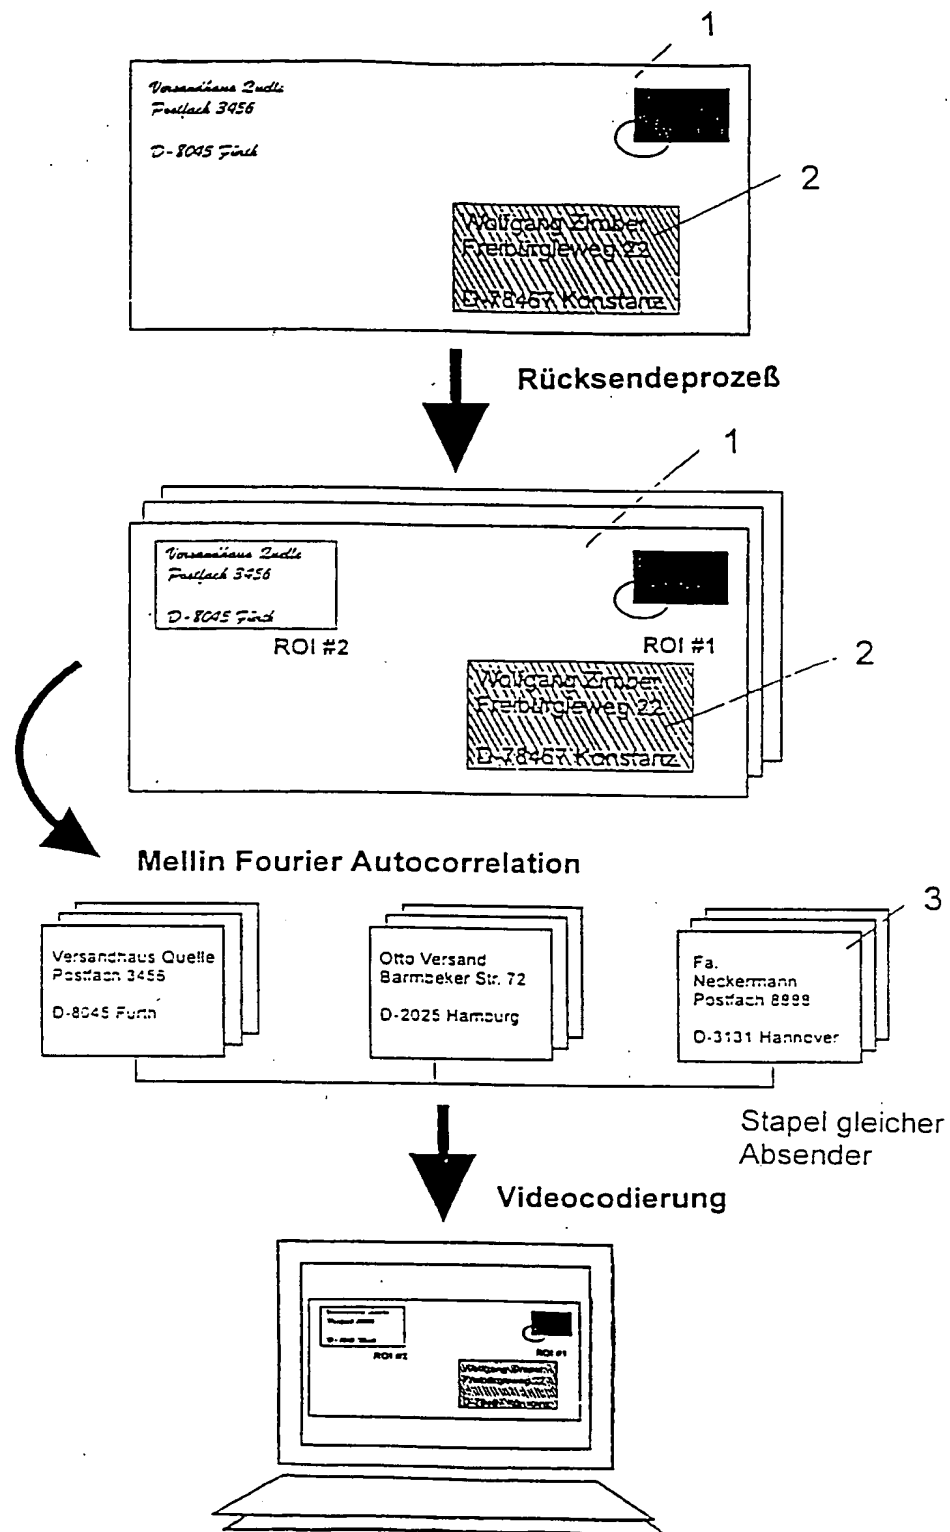 1
Versandhaus Quelle
Postfach 3456
D-8045 Fürth
2
Wolfgang Zimber
Freibürgleweg 22
D-78467 Konstanz
Rücksendeprozeß
1
Versandhaus Quelle
Postfach 3456
D-8045 Fürth
ROI #2
ROI #1
2
Wolfgang Zimber
Freibürgleweg 22
D-78467 Konstanz
Mellin Fourier Autocorrelation
3
Versandhaus Quelle
Postfach 3456
D-8045 Fürth
Otto Versand
Barmbeker Str. 72
D-2025 Hamburg
Fa.
Neckermann
Postfach 8888
D-3131 Hannover
Stapel gleicher
Absender
Videocodierung
ROI #2
ROI #1